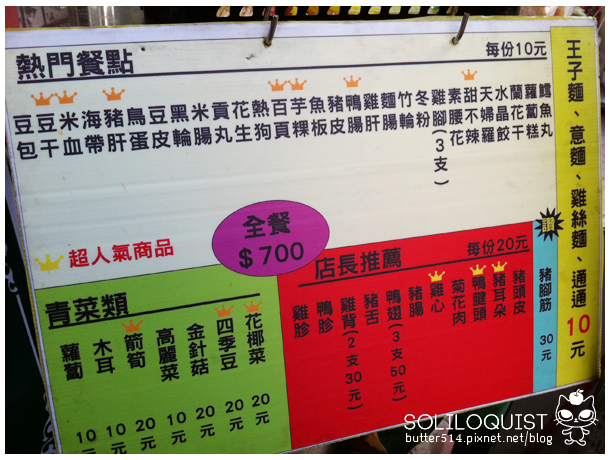 熱門餐點
每份10元
豆包
豆干
米血
海帶
豬肝
鳥蛋
豆皮
黑輪
米腸
貢丸
花生
熱狗
百頁
芋粿
魚板
豬皮
鴨腸
雞肝
麵腸
竹輪
冬粉
雞腳(3支)
素腰花
甜不辣
天婦羅
水晶餃
蘭花干
蘿蔔糕
鱈魚丸
超人氣商品
全餐
$700
青菜類
蘿蔔 10元
木耳 10元
箭筍 20元
高麗菜 10元
金針菇 20元
四季豆 20元
花椰菜 20元
店長推薦
每份20元
雞胗
鴨胗
雞背(2支30元)
豬舌
鴨翅(3支50元)
豬腸
雞心
菊花肉
鴨腱頭
豬耳朵
豬頭皮
讚
豬腳筋 30元
王子麵、意麵、雞絲麵、通通10元
SOLILOQUIST
butter514.pixnet.net/blog